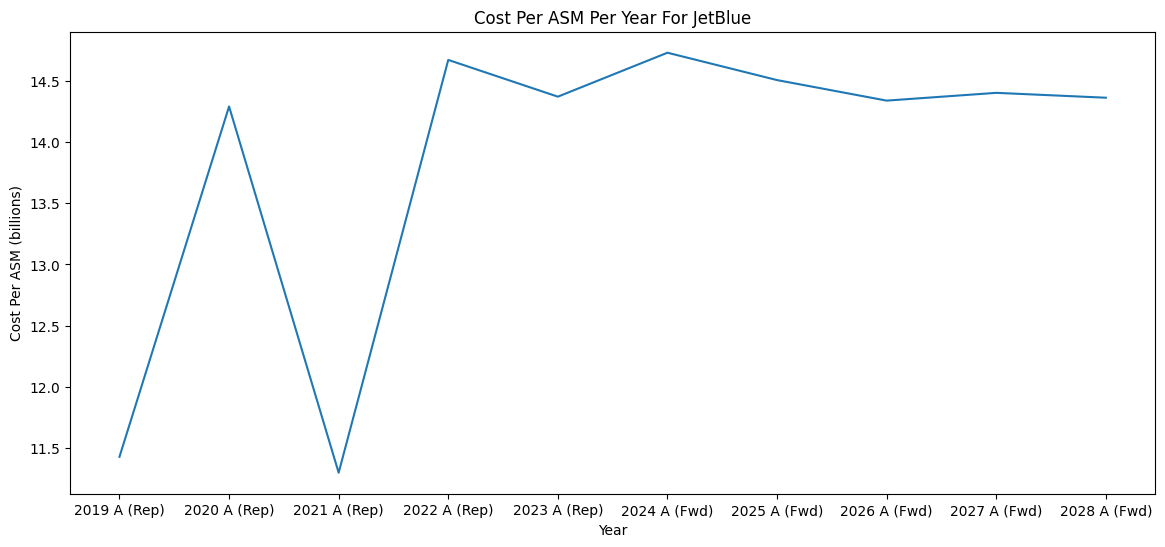 Cost Per ASM Per Year For JetBlue
Cost Per ASM (billions)
14.5
14.0
13.5
13.0
12.5
12.0
11.5
2019 A (Rep) 2020 A (Rep) 2021 A (Rep) 2022 A (Rep) 2023 A (Rep) 2024 A (Fwd) 2025 A (Fwd) 2026 A (Fwd) 2027 A (Fwd) 2028 A (Fwd)
Year